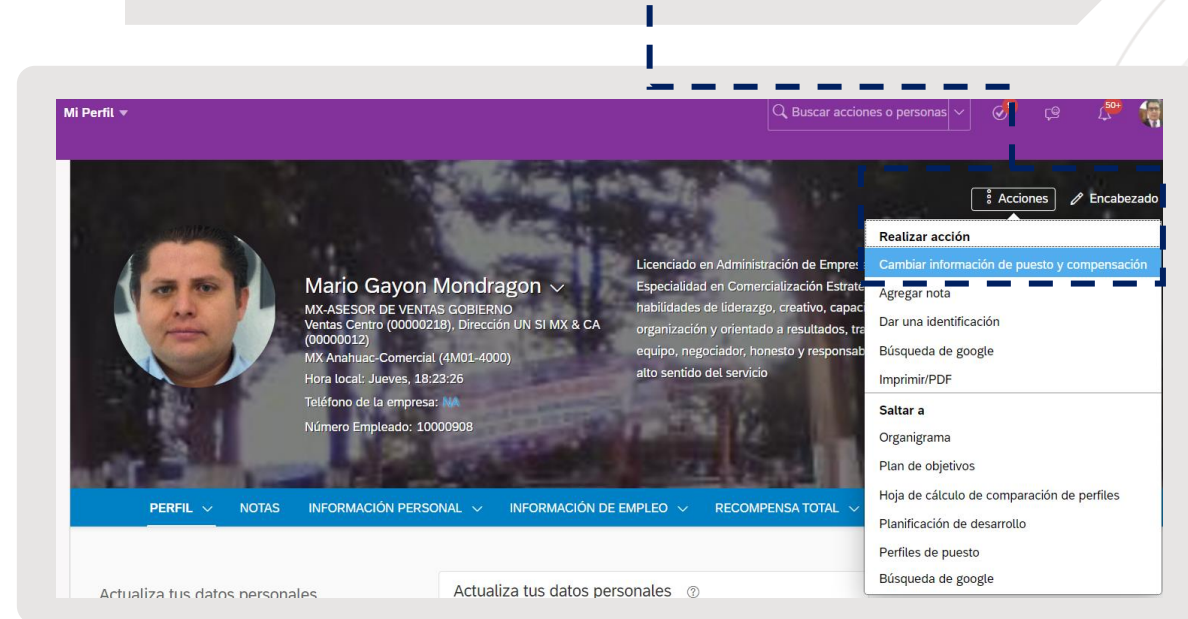 Mi Perfil
Buscar acciones o personas
50+
Acciones
Encabezado
Mario Gayon Mondragon
MX-ASESOR DE VENTAS GOBIERNO
Ventas Centro (00000218), Dirección UN SI MX & CA
(00000012)
MX Anahuac-Comercial (4M01-4000)
Hora local: Jueves, 18:23:26
Teléfono de la empresa: NA
Número Empleado: 10000908
Licenciado en Administración de Empre
Especialidad en Comercialización Estrate
habilidades de liderazgo, creativo, capac
organización y orientado a resultados, tra
equipo, negociador, honesto y responsab
alto sentido del servicio
Realizar acción
Cambiar información de puesto y compensación
Agregar nota
Dar una identificación
Búsqueda de google
Imprimir/PDF
Saltar a
Organigrama
Plan de objetivos
Hoja de cálculo de comparación de perfiles
Planificación de desarrollo
Perfiles de puesto
Búsqueda de google
PERFIL
NOTAS
INFORMACIÓN PERSONAL
INFORMACIÓN DE EMPLEO
RECOMPENSA TOTAL
Actualiza tus datos personales
Actualiza tus datos personales